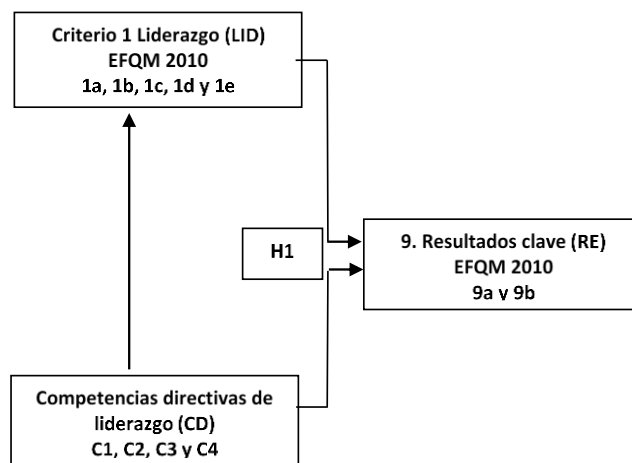 Criterio 1 Liderazgo (LID)
EFQM 2010
1a, 1b, 1c, 1d y 1e
H1
9. Resultados clave (RE)
EFQM 2010
9a y 9b
Competencias directivas de
liderazgo (CD)
C1, C2, C3 y C4